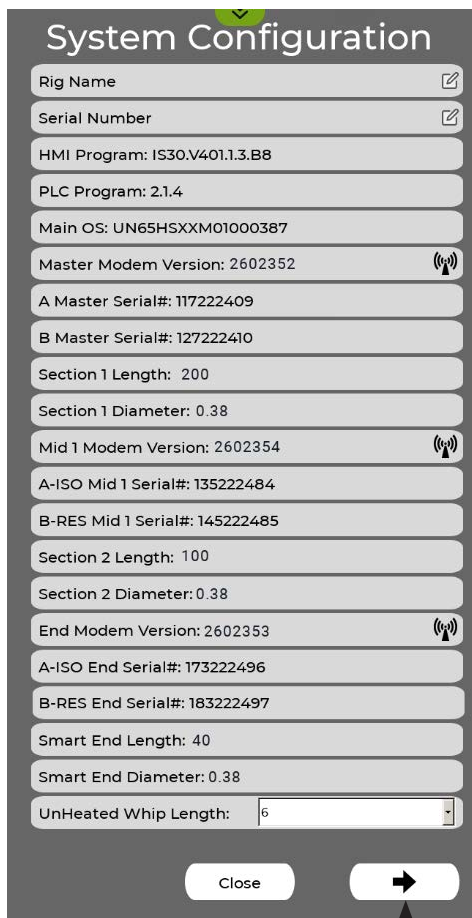 System Configuration
Rig Name
Serial Number
HMI Program: IS30.V401.1.3.B8
PLC Program: 2.1.4
Main OS: UN65HSXXM01000387
Master Modem Version: 2602352
A Master Serial#: 117222409
B Master Serial#: 127222410
Section 1 Length: 200
Section 1 Diameter: 0.38
Mid 1 Modem Version: 2602354
A-ISO Mid 1 Serial#: 135222484
B-RES Mid 1 Serial#: 145222485
Section 2 Length: 100
Section 2 Diameter: 0.38
End Modem Version: 2602353
A-ISO End Serial#: 173222496
B-RES End Serial#: 183222497
Smart End Length: 40
Smart End Diameter: 0.38
UnHeated Whip Length: 6
Close